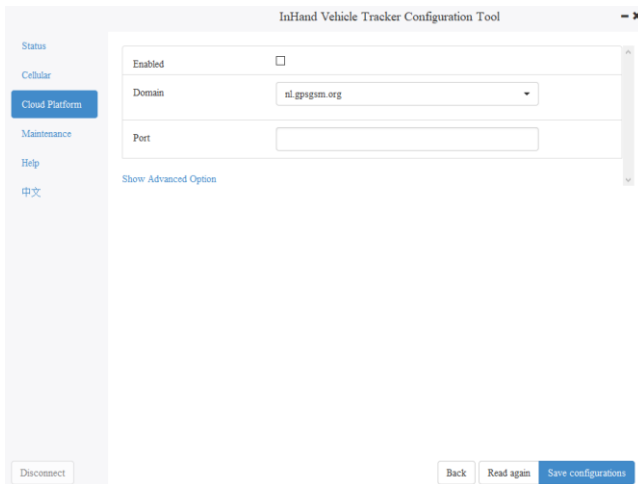 InHand Vehicle Tracker Configuration Tool
Status
Cellular
Cloud Platform
Maintenance
Help
中文
Enabled
Domain
nl.gpsgsm.org
Port
Show Advanced Option
Disconnect
Back
Read again
Save configurations